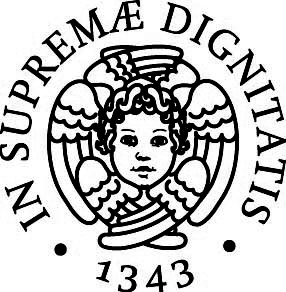 IN SUPREMÆ DIGNITATIS
1343